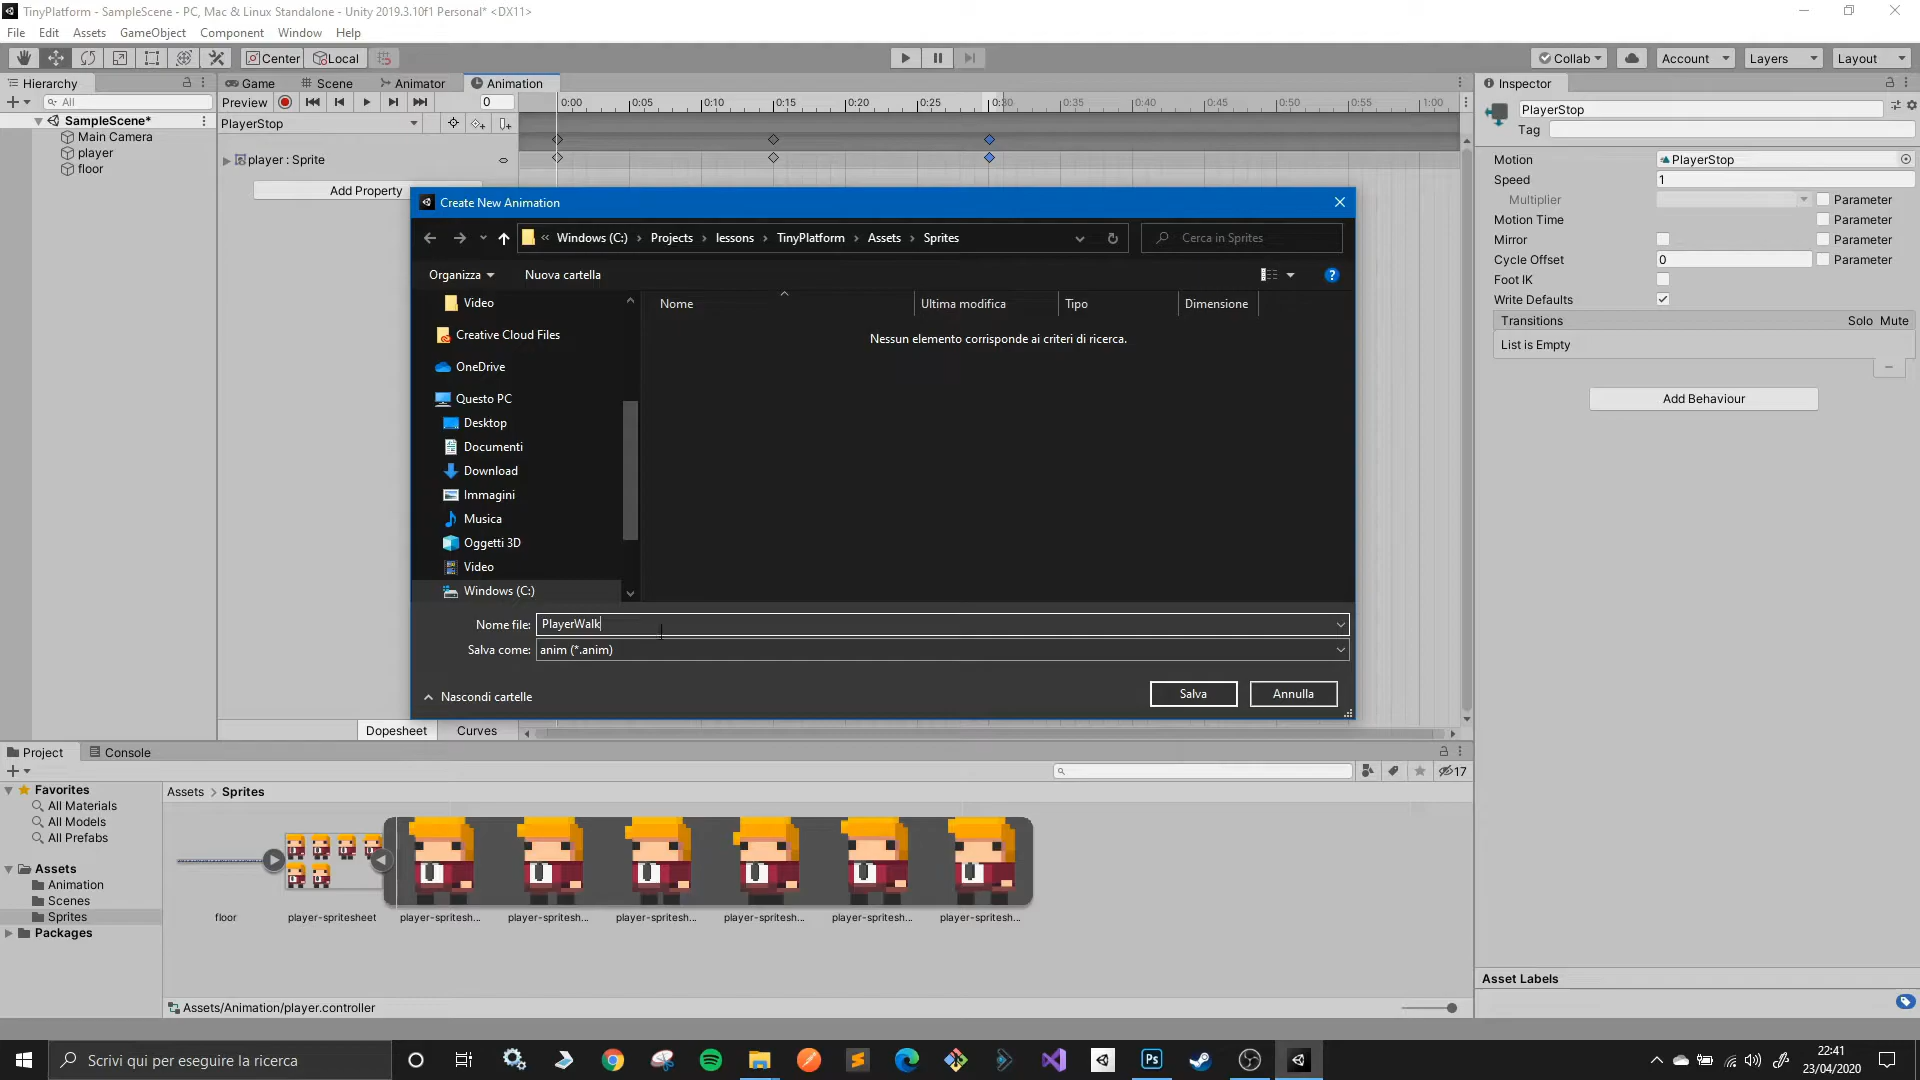 TinyPlatform - SampleScene - PC, Mac & Linux Standalone - Unity 2019.3.10f1 Personal* <DX11>
File Edit Assets GameObject Component Window Help
Center Local Collab Account Layers Layout
Hierarchy Game Scene Animator Animation Inspector
All
Preview 0 0:00 0:05 0:10 0:15 0:20 0:25 0:30 0:35 0:40 0:45 0:50 0:55 1:00
SampleScene*
Main Camera
player
floor
PlayerStop
player : Sprite
Add Property
PlayerStop
Tag
Motion PlayerStop
Speed 1
Multiplier Parameter
Motion Time Parameter
Mirror Parameter
Cycle Offset 0 Parameter
Foot IK
Write Defaults
Transitions Solo Mute
List is Empty
Add Behaviour
Create New Animation
« Windows (C:) › Projects › lessons › TinyPlatform › Assets › Sprites
Cerca in Sprites
Organizza Nuova cartella
Nome Ultima modifica Tipo Dimensione
Nessun elemento corrisponde ai criteri di ricerca.
Video
Creative Cloud Files
OneDrive
Questo PC
Desktop
Documenti
Download
Immagini
Musica
Oggetti 3D
Video
Windows (C:)
Nome file: PlayerWalk
Salva come: anim (*.anim)
Nascondi cartelle Salva Annulla
Dopesheet Curves
Project Console
17
Favorites
All Materials
All Models
All Prefabs
Assets
Animation
Scenes
Sprites
Packages
Assets > Sprites
floor player-spritesheet player-spritesh... player-spritesh... player-spritesh... player-spritesh... player-spritesh... player-spritesh...
Assets/Animation/player.controller
Asset Labels
Scrivi qui per eseguire la ricerca
Ps
22:41
23/04/2020